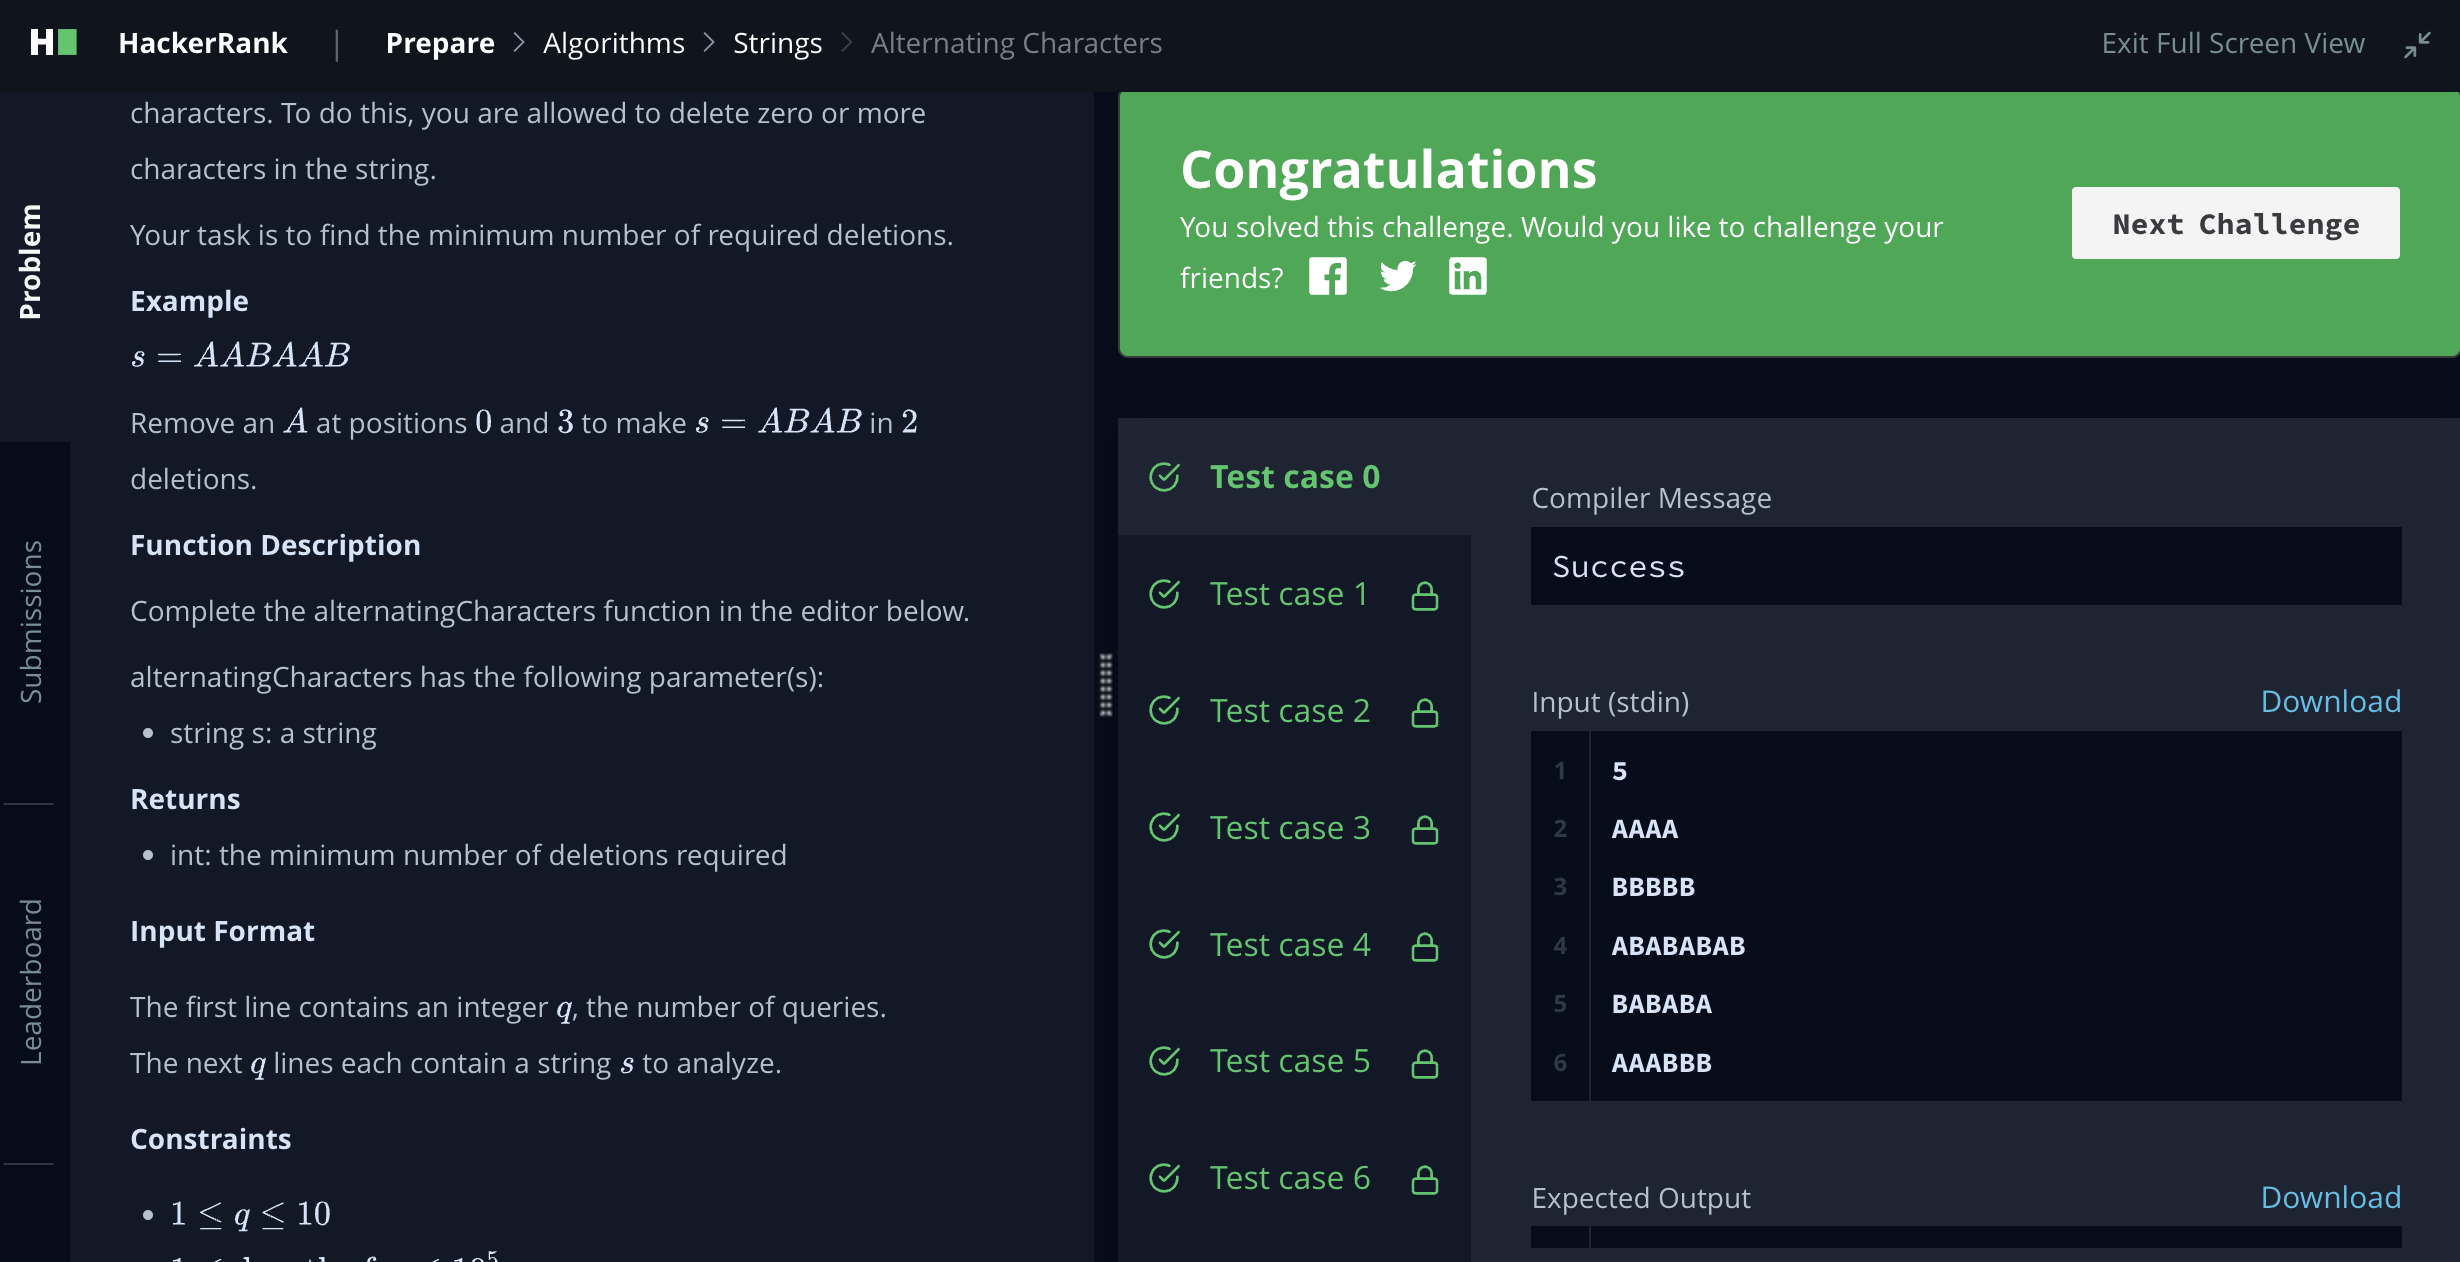 H
HackerRank | Prepare > Algorithms > Strings > Alternating Characters
Exit Full Screen View
Problem
Submissions
Leaderboard
characters. To do this, you are allowed to delete zero or more
characters in the string.
Your task is to find the minimum number of required deletions.
Example
s = AABAAB
Remove an A at positions 0 and 3 to make s = ABAB in 2
deletions.
Function Description
Complete the alternatingCharacters function in the editor below.
alternatingCharacters has the following parameter(s):
• string s: a string
Returns
• int: the minimum number of deletions required
Input Format
The first line contains an integer q, the number of queries.
The next q lines each contain a string s to analyze.
Constraints
• 1 ≤ q ≤ 10
Congratulations
You solved this challenge. Would you like to challenge your
friends?
Next Challenge
Test case 0
Test case 1
Test case 2
Test case 3
Test case 4
Test case 5
Test case 6
Compiler Message
Success
Input (stdin)
Download
1 5
2 AAAA
3 BBBBB
4 ABABABAB
5 BABABA
6 AAABBB
Expected Output
Download